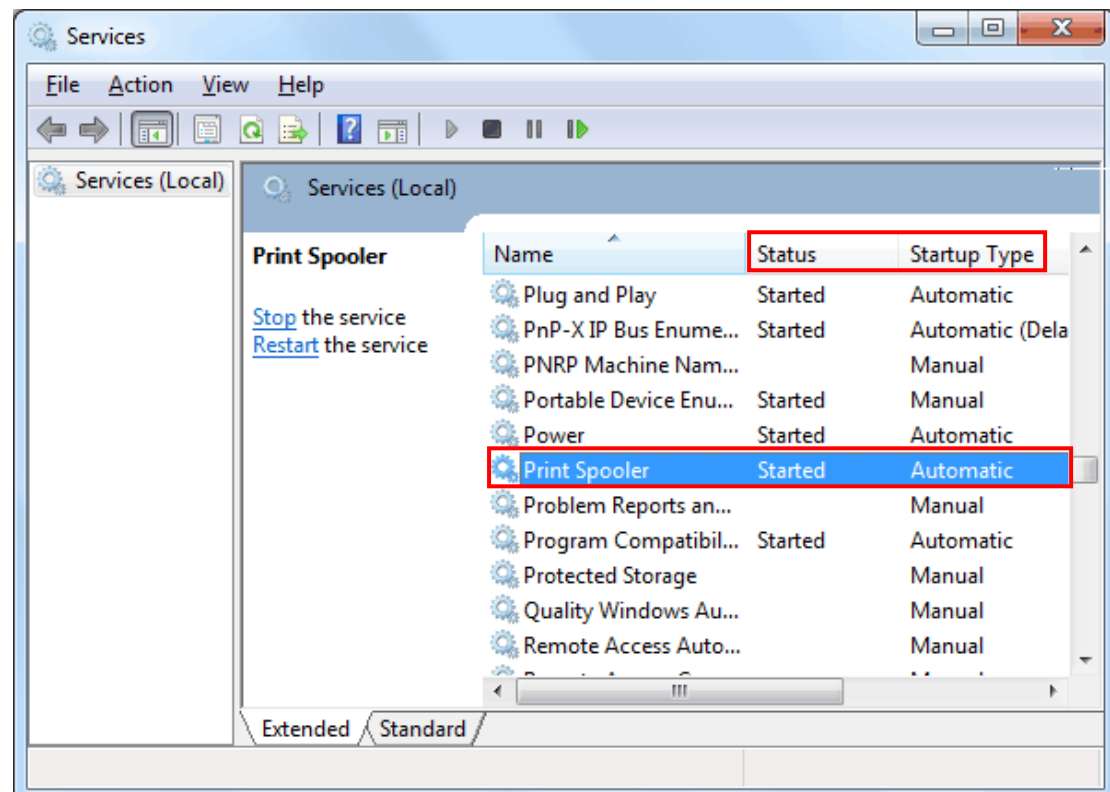 Services
File Action View Help
Services (Local)
Services (Local)
Print Spooler
Stop the service
Restart the service
Name Status Startup Type
Plug and Play Started Automatic
PnP-X IP Bus Enume... Started Automatic (Dela
PNRP Machine Nam... Manual
Portable Device Enu... Started Manual
Power Started Automatic
Print Spooler Started Automatic
Problem Reports an... Manual
Program Compatibil... Started Automatic
Protected Storage Manual
Quality Windows Au... Manual
Remote Access Auto... Manual
Extended Standard